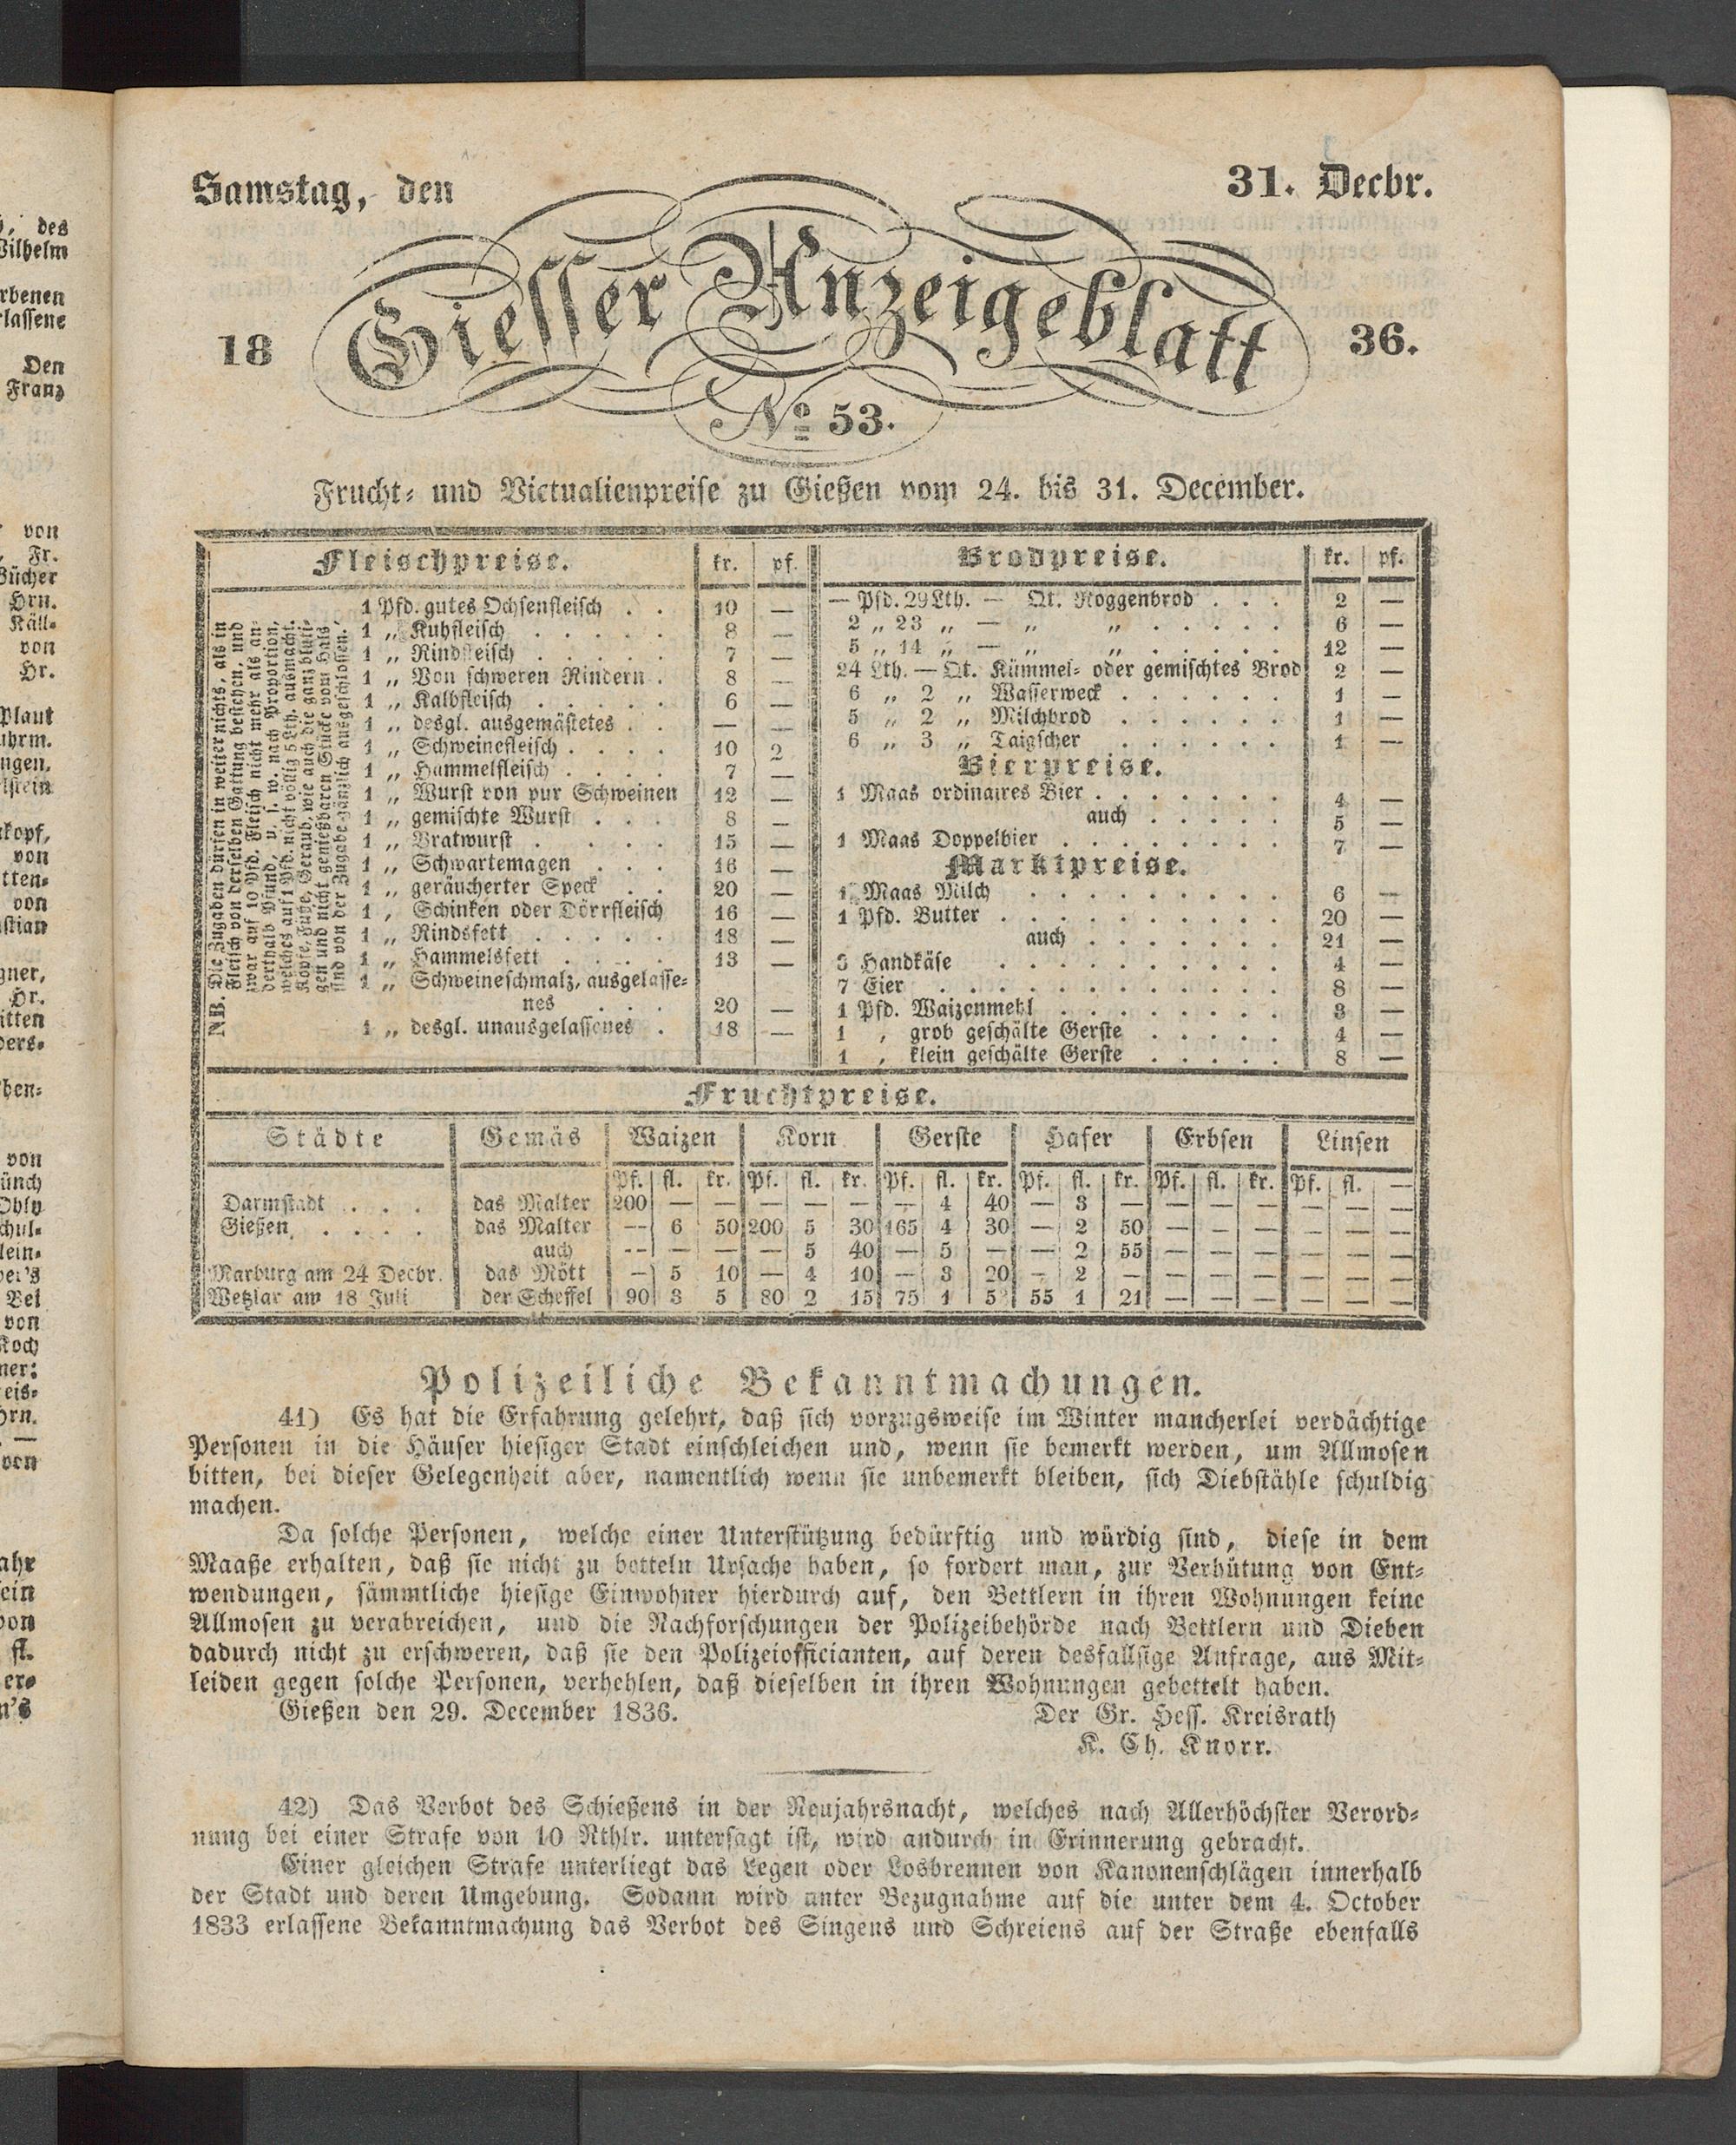 Samstag, den 31. Decbr.
18 Giesser Anzeigeblatt 36.
No 53.
Frucht- und Victualienpreise zu Gießen vom 24. bis 31. December.
Fleischpreise. kr. pf.
1 Pfd. gutes Ochsenfleisch . . 10 —
1 „ Kuhfleisch . . . . . 8 —
1 „ Rindfleisch . . . . . 7 —
1 „ Von schweren Rindern . 8 —
1 „ Kalbfleisch . . . . . 6 —
1 „ desgl. ausgemästetes . . — —
1 „ Schweinefleisch . . . . 10 2
1 „ Hammelfleisch . . . . 7 —
1 „ Wurst von pur Schweinen 12 —
1 „ gemischte Wurst . . . 8 —
1 „ Bratwurst . . . . 15 —
1 „ Schwartemagen . . . 16 —
1 „ geräucherter Speck . . 20 —
1 „ Schinken oder Dörrfleisch 16 —
1 „ Rindsfett . . . . . 18 —
1 „ Hammelsfett . . . . 13 —
1 „ Schweineschmalz, ausgelasse-
nes . . . 20 —
1 „ desgl. unausgelassenes . 18 —
NB. Die Zugaben dürfen in weiter nichts, als in
Fleisch von derselben Gattung bestehen, und
zwar auf 10 Pfd. Fleisch nicht mehr als an-
derthalb Pfund, u. s. w. nach Proportion,
welches auf 1 Pfd. nicht völlig 5 Lth. ausmacht.
Köpfe, Füße, Geraub, wie auch die ganz bluti-
gen und nicht genießbaren Stücke vom Hals
sind von der Zugabe gänzlich ausgeschlossen.
Brodpreise. kr. pf.
— Pfd. 29 Lth. — Qt. Roggenbrod . . . 2 —
2 „ 23 „ — „ „ . . . . . 6 —
5 „ 14 „ — „ „ . . . . . 12 —
24 Lth. — Qt. Kümmel- oder gemischtes Brod 2 —
6 „ 2 „ Wasserweck . . . . . . 1 —
5 „ 2 „ Milchbrod . . . . . . 1 —
6 „ 3 „ Taigscher . . . . . . 1 —
Bierpreise.
1 Maas ordinaires Bier . . . . . . . 4 —
auch . . . . . 5 —
1 Maas Doppelbier . . . . . . . . 7 —
Marktpreise.
1 Maas Milch . . . . . . . . . 6 —
1 Pfd. Butter . . . . . . . . . . 20 —
auch . . . . . . . 21 —
Handkäse . . . . . . . . . . 4 —
7 Eier . . . . . . . . . . . . 8 —
1 Pfd. Waizenmehl . . . . . . . . 3 —
1 „ grob geschälte Gerste . . . . . 4 —
1 „ klein geschälte Gerste . . . . . 8 —
Fruchtpreise.
Städte Gemäs Waizen Korn Gerste Hafer Erbsen Linsen
Pf. fl. kr. Pf. fl. kr. Pf. fl. kr. Pf. fl. kr. Pf. fl. kr. Pf. fl. —
Darmstadt . . . das Malter 200 — — — — — — 4 40 — 3 — — — — — — —
Gießen . . . . das Malter — 6 50 200 5 30 165 4 30 — 2 50 — — — — — —
auch — — — — 5 40 — 5 — — 2 55 — — — — — —
Marburg am 24 Decbr. das Mött — 5 10 — 4 10 — 3 20 — 2 — — — — — — —
Wetzlar am 18 Juli der Scheffel 90 3 5 80 2 15 75 1 5 55 1 21 — — — — — —
Polizeiliche Bekanntmachungen.
41) Es hat die Erfahrung gelehrt, daß sich vorzugsweise im Winter mancherlei verdächtige
Personen in die Häuser hiesiger Stadt einschleichen und, wenn sie bemerkt werden, um Allmosen
bitten, bei dieser Gelegenheit aber, namentlich wenn sie unbemerkt bleiben, sich Diebstähle schuldig
machen.
Da solche Personen, welche einer Unterstützung bedürftig und würdig sind, diese in dem
Maaße erhalten, daß sie nicht zu betteln Ursache haben, so fordert man, zur Verhütung von Ent-
wendungen, sämmtliche hiesige Einwohner hierdurch auf, den Bettlern in ihren Wohnungen keine
Allmosen zu verabreichen, und die Nachforschungen der Polizeibehörde nach Bettlern und Dieben
dadurch nicht zu erschweren, daß sie den Polizeiofficianten, auf deren desfallsige Anfrage, aus Mit-
leiden gegen solche Personen, verhehlen, daß dieselben in ihren Wohnungen gebettelt haben.
Gießen den 29. December 1836. Der Gr. Hess. Kreisrath
K. Ch. Knorr.
42) Das Verbot des Schießens in der Neujahrsnacht, welches nach Allerhöchster Verord-
nung bei einer Strafe von 10 Rthlr. untersagt ist, wird andurch in Erinnerung gebracht.
Einer gleichen Strafe unterliegt das Legen oder Losbrennen von Kanonenschlägen innerhalb
der Stadt und deren Umgebung. Sodann wird unter Bezugnahme auf die unter dem 4. October
1833 erlassene Bekanntmachung das Verbot des Singens und Schreiens auf der Straße ebenfalls